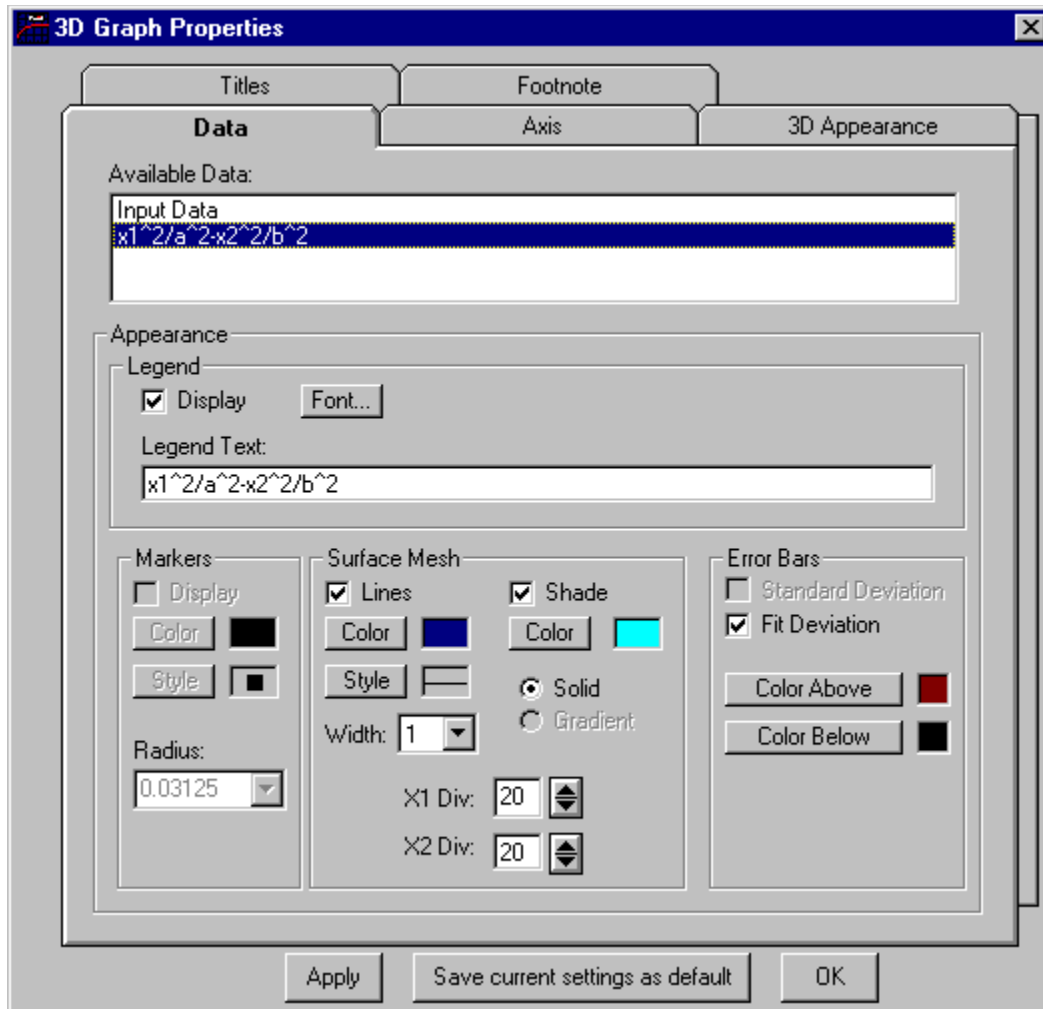 3D Graph Properties
Titles
Footnote
Data
Axis
3D Appearance
Available Data:
Input Data
x1^2/a^2-x2^2/b^2
Appearance
Legend
Display
Font...
Legend Text:
x1^2/a^2-x2^2/b^2
Markers
Display
Color
Style
Radius:
0.03125
Surface Mesh
Lines
Shade
Color
Color
Style
Solid
Gradient
Width: 1
X1 Div: 20
X2 Div: 20
Error Bars
Standard Deviation
Fit Deviation
Color Above
Color Below
Apply
Save current settings as default
OK